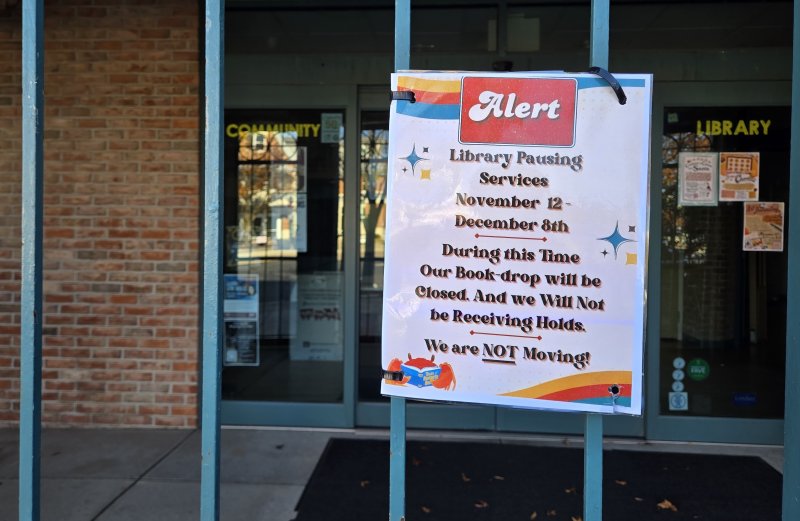 COMMUNITY
LIBRARY
Alert
Library Pausing
Services
November 12 -
December 8th
During this Time
Our Book-drop will be
Closed. And we Will Not
be Receiving Holds.
We are NOT Moving!